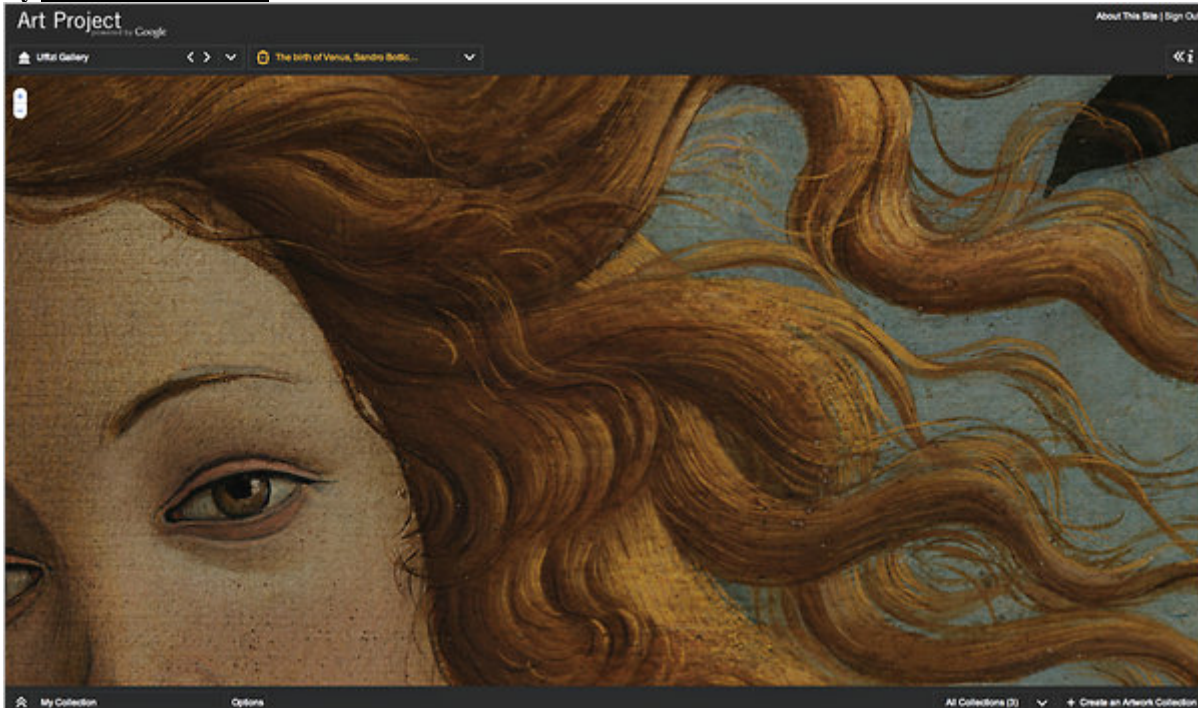 Art Project
powered by Google
About This Site | Sign Ou
Uffizi Gallery
The birth of Venus, Sandro Bottic...
My Collection
Options
All Collections (3)
+ Create an Artwork Collection